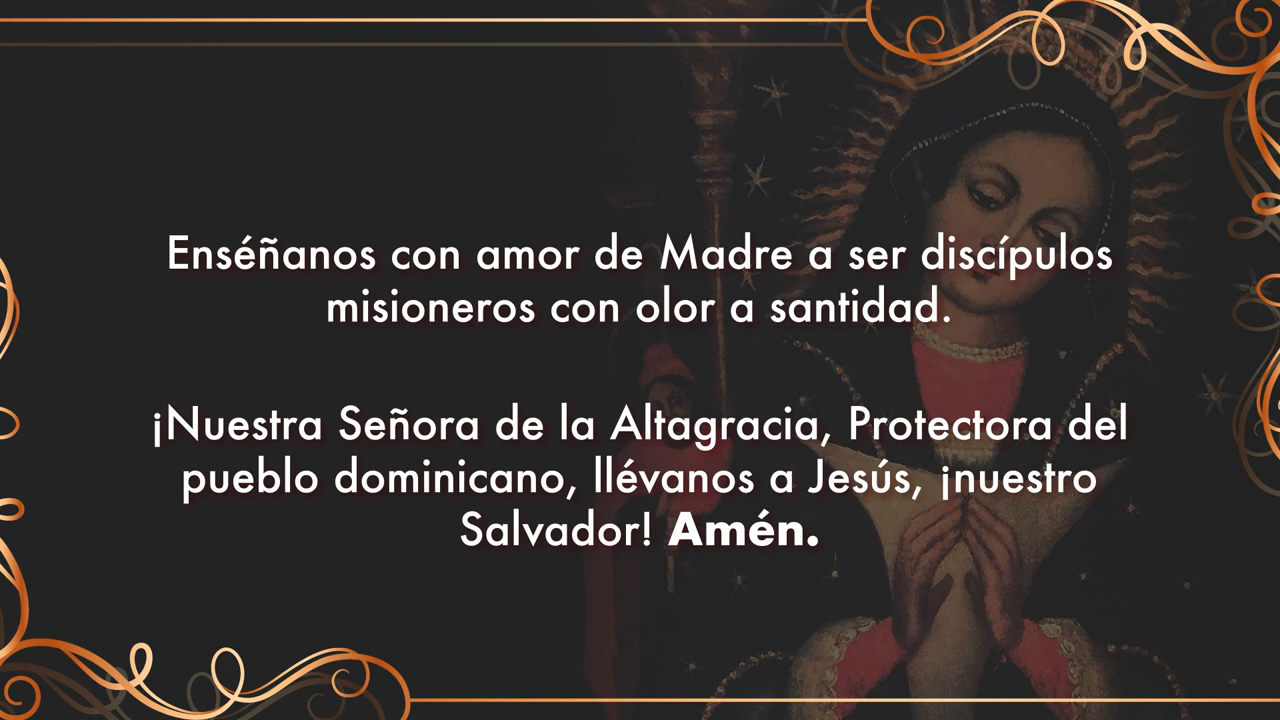 Enséñanos con amor de Madre a ser discípulos
misioneros con olor a santidad.
¡Nuestra Señora de la Altagracia, Protectora del
pueblo dominicano, llévanos a Jesús, ¡nuestro
Salvador! Amén.